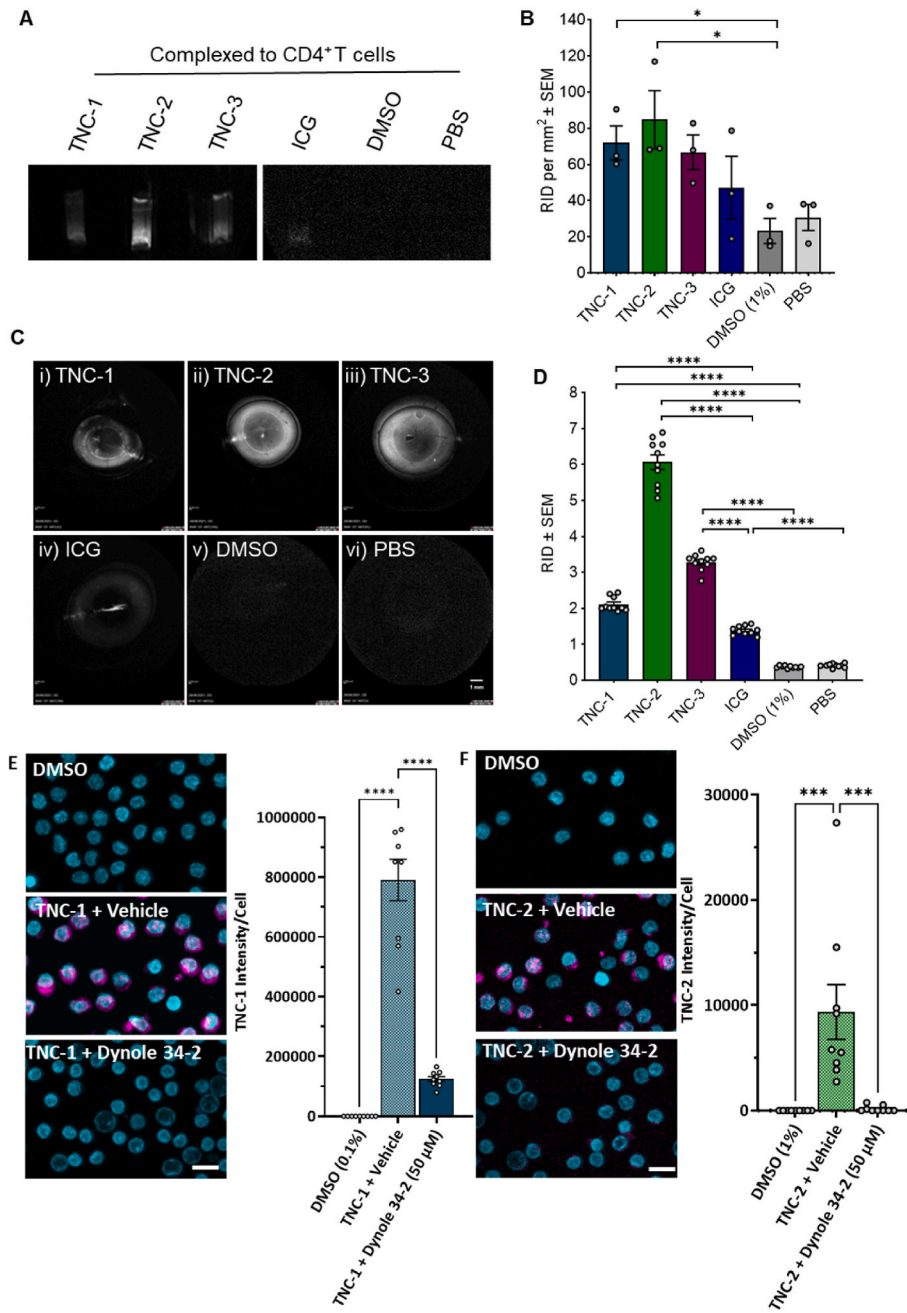 A
Complexed to CD4⁺T cells
TNC-1
TNC-2
TNC-3
ICG
DMSO
PBS
B
*
*
RID per mm² ± SEM
140
120
100
80
60
40
20
0
TNC-1
TNC-2
TNC-3
ICG
DMSO (1%)
PBS
C
i) TNC-1
ii) TNC-2
iii) TNC-3
iv) ICG
v) DMSO
vi) PBS
1 mm
D
****
****
****
****
****
****
****
RID ± SEM
8
7
6
5
4
3
2
1
0
TNC-1
TNC-2
TNC-3
ICG
DMSO (1%)
PBS
E
DMSO
TNC-1 + Vehicle
TNC-1 + Dynole 34-2
****
****
TNC-1 Intensity/Cell
1000000
800000
600000
400000
200000
0
DMSO (0.1%)
TNC-1 + Vehicle
TNC-1 + Dynole 34-2 (50 µM)
F
DMSO
TNC-2 + Vehicle
TNC-2 + Dynole 34-2
***
***
TNC-2 Intensity/Cell
30000
20000
10000
0
DMSO (1%)
TNC-2 + Vehicle
TNC-2 + Dynole 34-2 (50 µM)